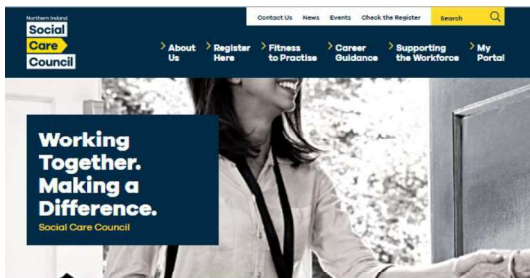 Northern Ireland
Social
Care
Council
Contact Us News Events Check the Register Search
> About Us
> Register Here
> Fitness to Practise
> Career Guidance
> Supporting the Workforce
> My Portal
Working
Together.
Making a
Difference.
Social Care Council